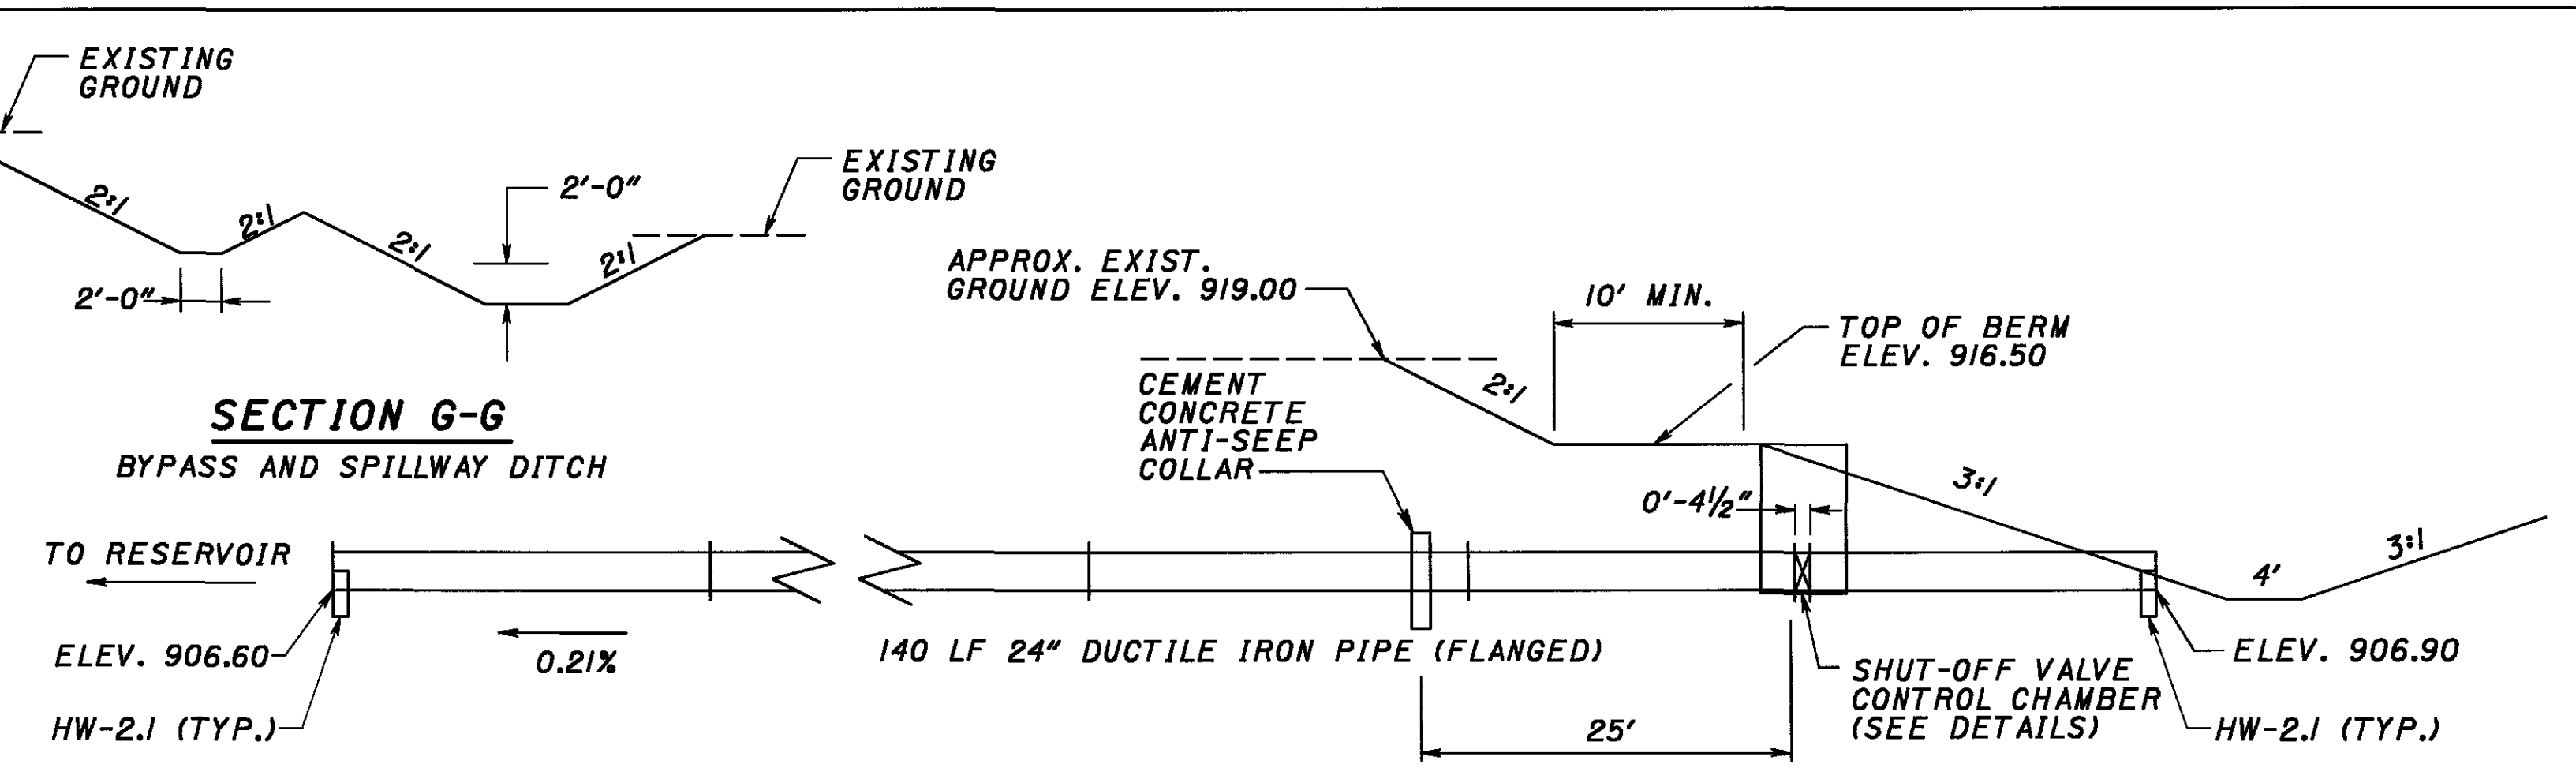 EXISTING
GROUND
2:1
2:1
2:1
2:1
2'-0"
2'-0"
EXISTING
GROUND
SECTION G-G
BYPASS AND SPILLWAY DITCH
APPROX. EXIST.
GROUND ELEV. 919.00
10' MIN.
TOP OF BERM
ELEV. 916.50
2:1
CEMENT
CONCRETE
ANTI-SEEP
COLLAR
0'-4½"
3:1
3:1
4'
TO RESERVOIR
ELEV. 906.60
HW-2.1 (TYP.)
0.21%
140 LF 24" DUCTILE IRON PIPE (FLANGED)
25'
SHUT-OFF VALVE
CONTROL CHAMBER
(SEE DETAILS)
ELEV. 906.90
HW-2.1 (TYP.)